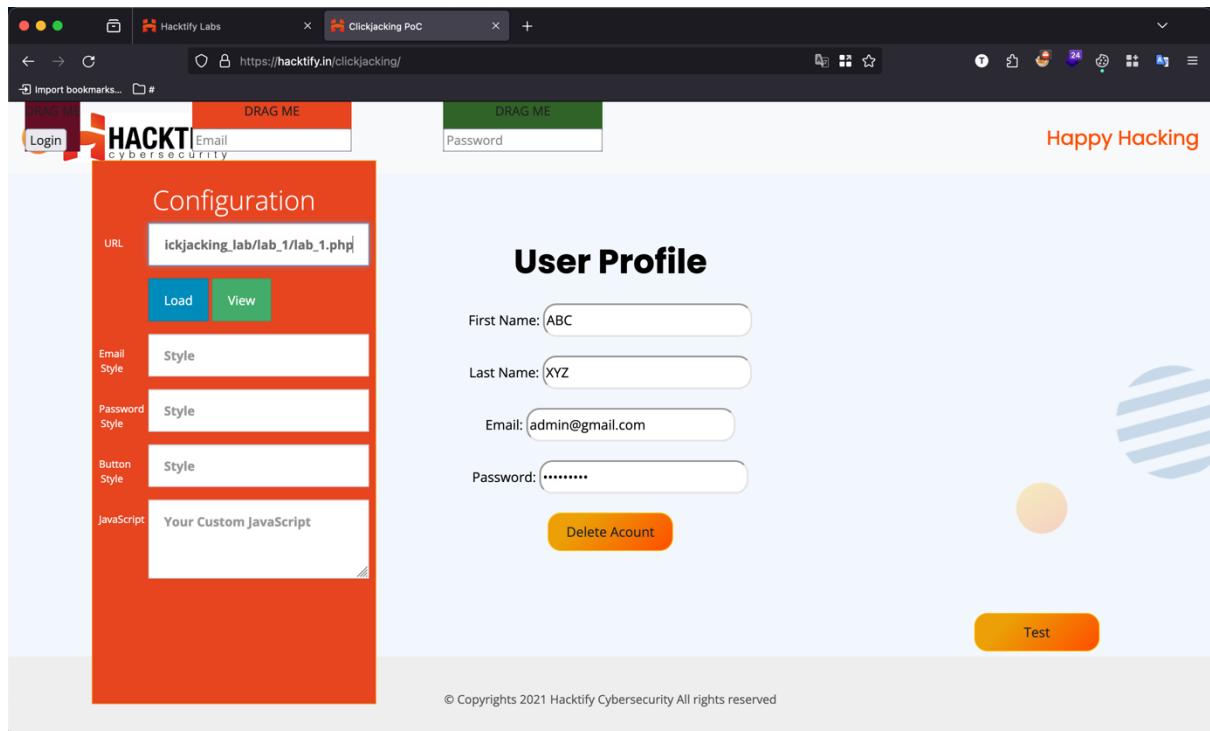 Hacktify Labs
Clickjacking PoC
https://hacktify.in/clickjacking/
24
Import bookmarks... #
DRAG ME DRAG ME DRAG ME
Login HACKT Email Password Happy Hacking
cybersecurity
Configuration
URL ickjacking_lab/lab_1/lab_1.php
Load View
Email Style Style
Password Style Style
Button Style Style
JavaScript Your Custom JavaScript
User Profile
First Name: ABC
Last Name: XYZ
Email: admin@gmail.com
Password: •••••••••
Delete Acount
Test
© Copyrights 2021 Hacktify Cybersecurity All rights reserved